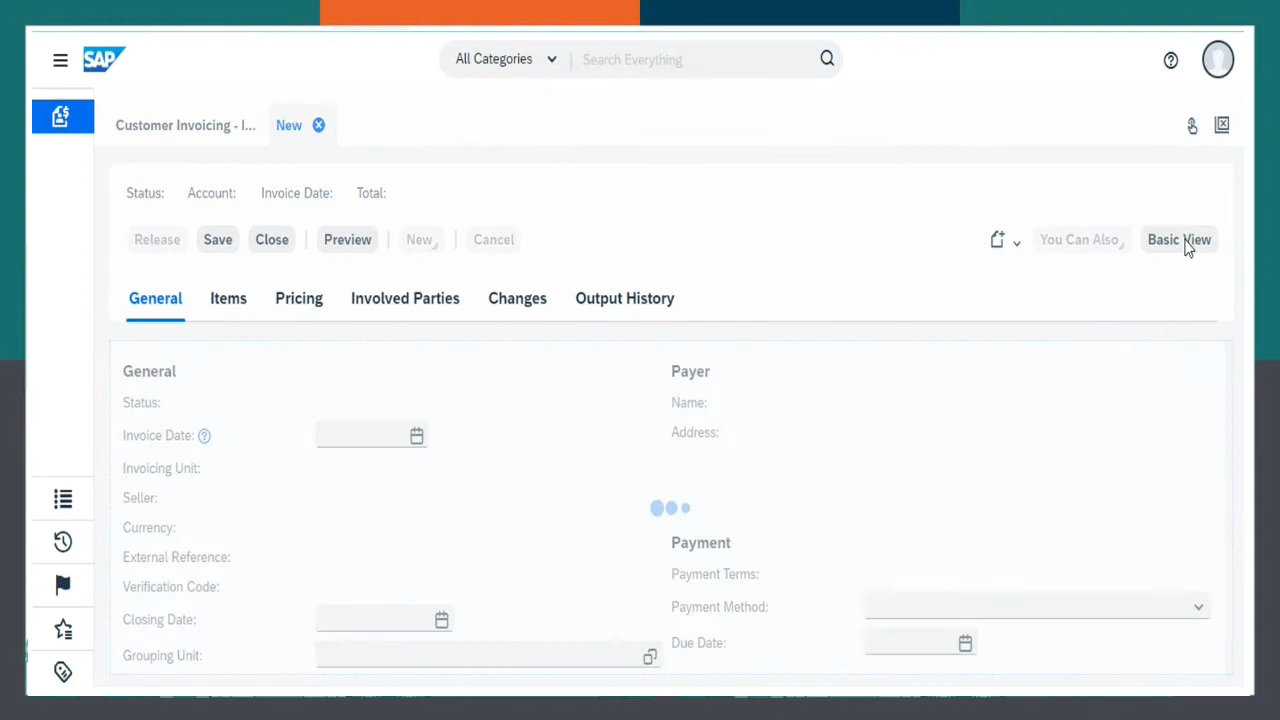 SAP
All Categories
Search Everything
Customer Invoicing - I...
New
Status: Account: Invoice Date: Total:
Release Save Close Preview New Cancel You Can Also Basic View
General Items Pricing Involved Parties Changes Output History
General
Status:
Invoice Date:
Invoicing Unit:
Seller:
Currency:
External Reference:
Verification Code:
Closing Date:
Grouping Unit:
Payer
Name:
Address:
Payment
Payment Terms:
Payment Method:
Due Date: